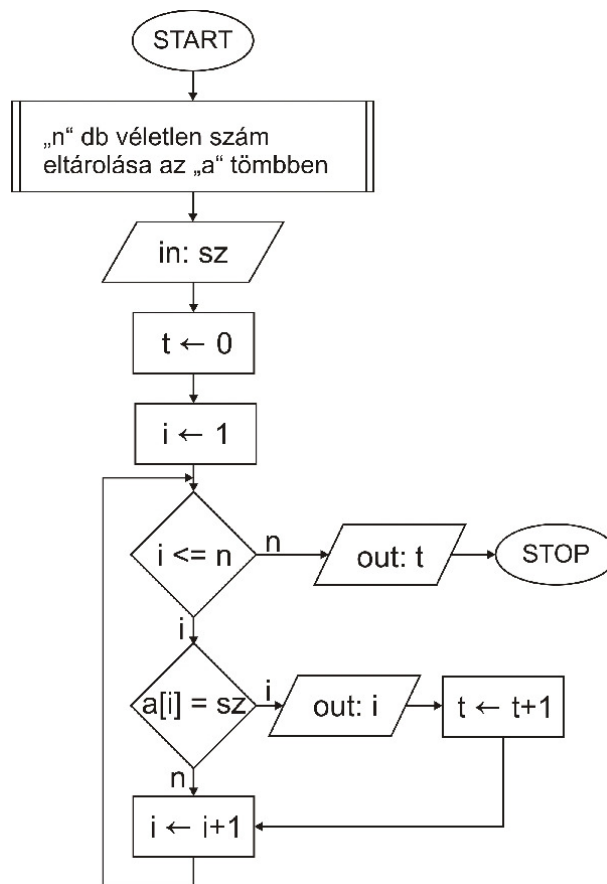 START
„n“ db véletlen szám
eltárolása az „a“ tömbben
in: sz
t ← 0
i ← 1
i <= n
n
out: t
STOP
i
a[i] = sz
i
out: i
t ← t+1
n
i ← i+1